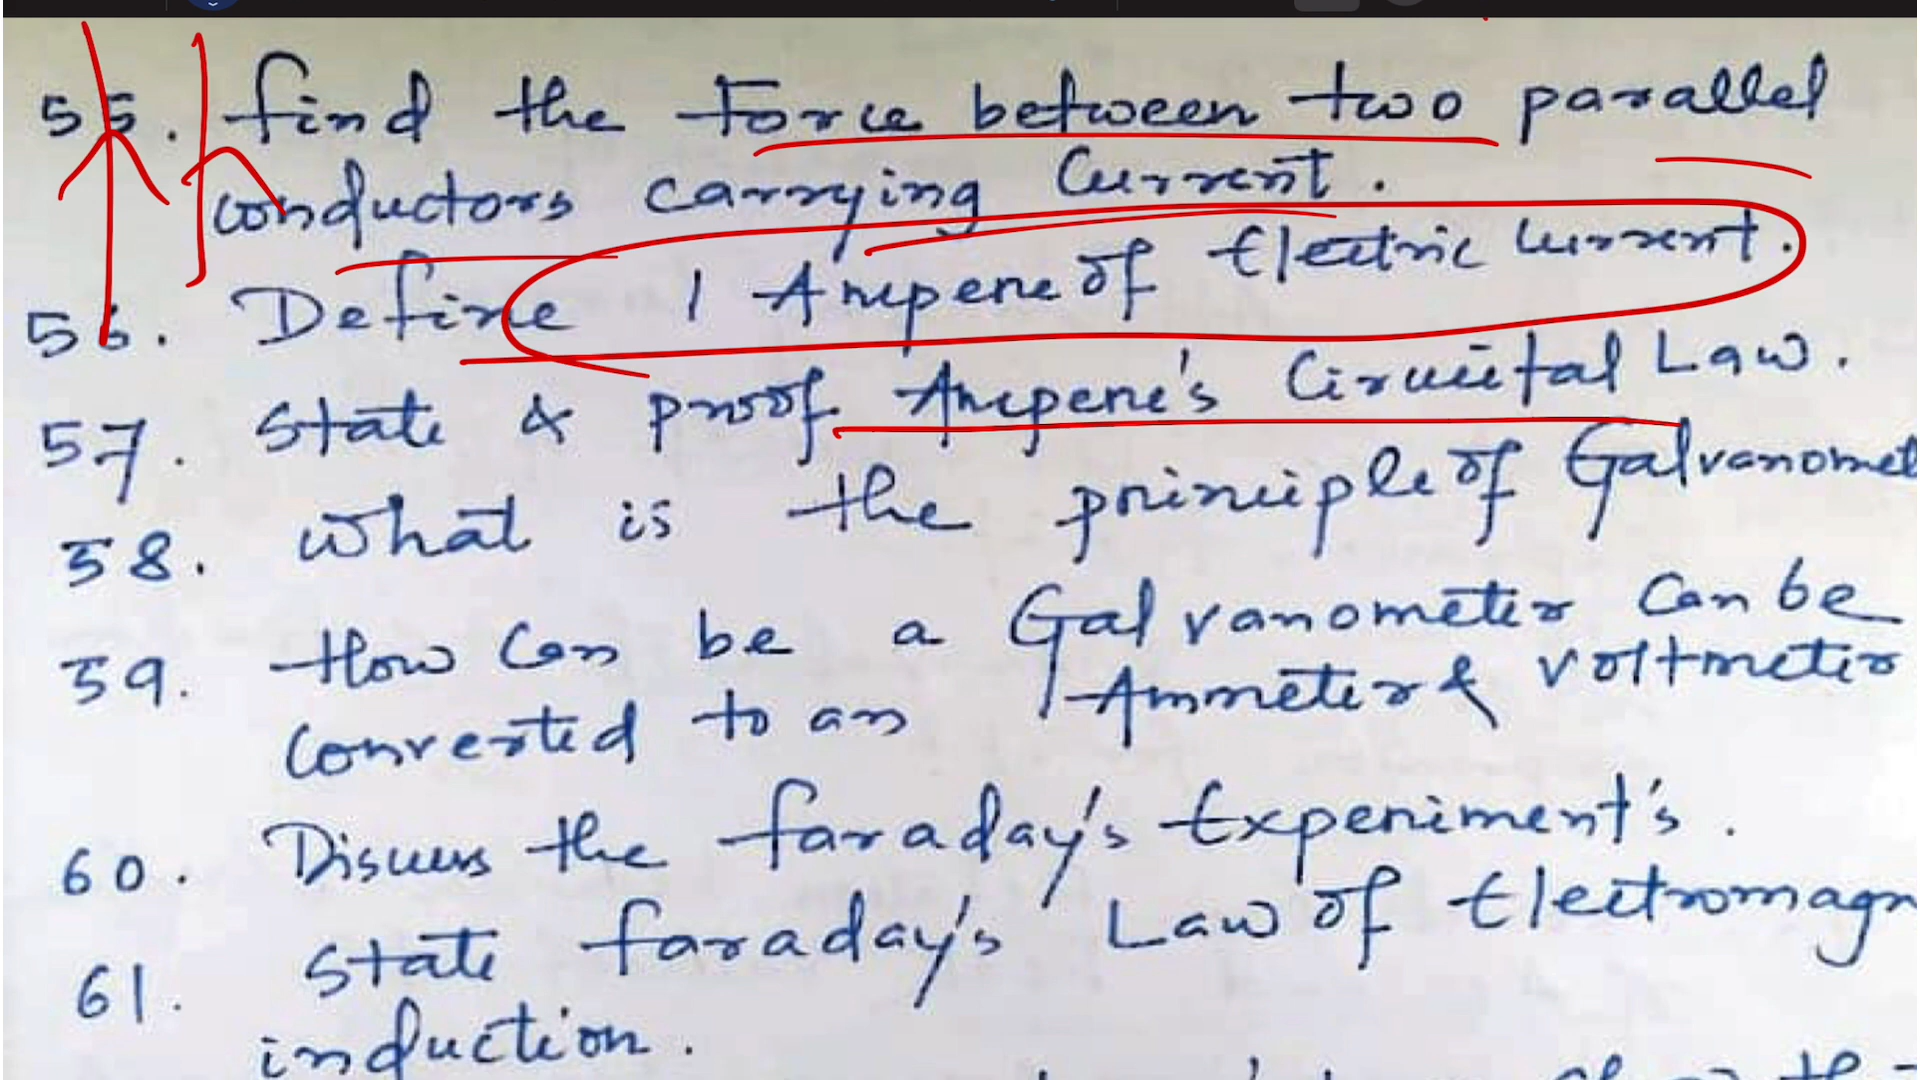 55. find the Force between two parallel
conductors carrying Current.
56. Define 1 Ampere of Electric Current.
57. State & proof Ampere's Circuital Law.
58. What is the principle of Galvanomet
59. How Can be a Galvanometer Can be
Converted to an Ammeter & Voltmeter
60. Discuss the faraday's Experiment's.
61. State faraday's Law of Electromagn
induction.